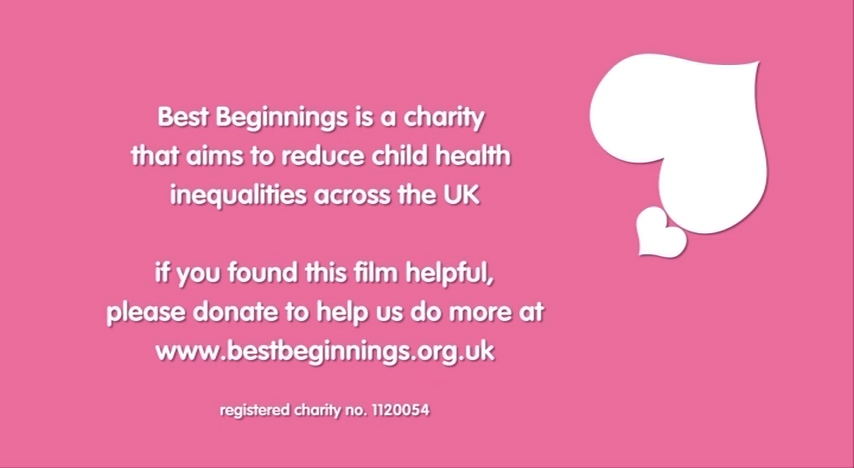 Best Beginnings is a charity
that aims to reduce child health
inequalities across the UK
if you found this film helpful,
please donate to help us do more at
www.bestbeginnings.org.uk
registered charity no. 1120054